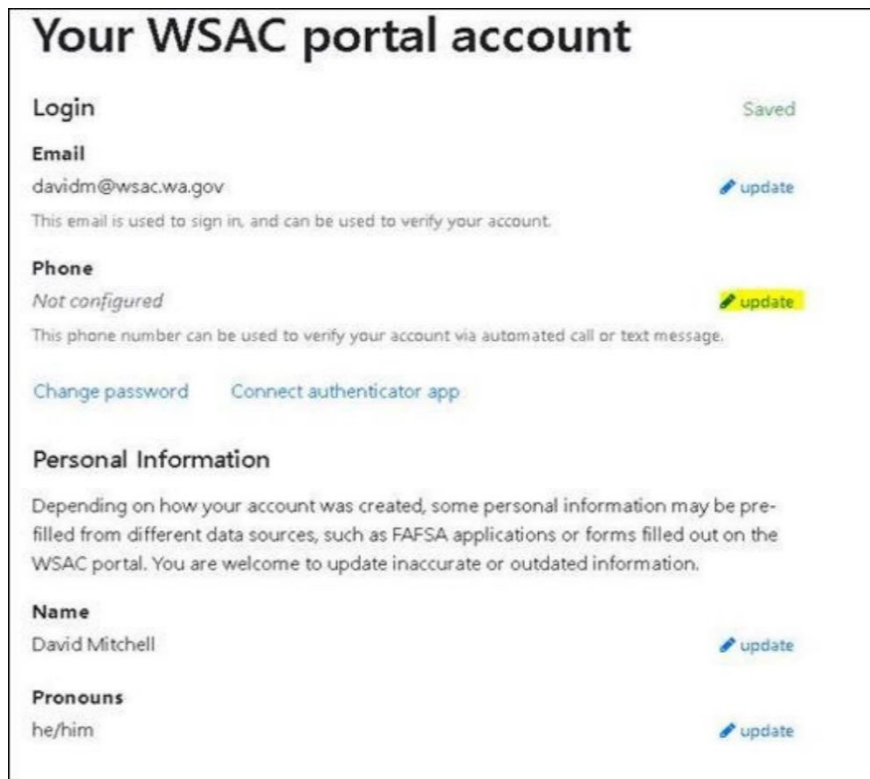 Your WSAC portal account
Login
Saved
Email
davidm@wsac.wa.gov
update
This email is used to sign in, and can be used to verify your account.
Phone
Not configured
update
This phone number can be used to verify your account via automated call or text message.
Change password
Connect authenticator app
Personal Information
Depending on how your account was created, some personal information may be pre-
filled from different data sources, such as FAFSA applications or forms filled out on the
WSAC portal. You are welcome to update inaccurate or outdated information.
Name
David Mitchell
update
Pronouns
he/him
update